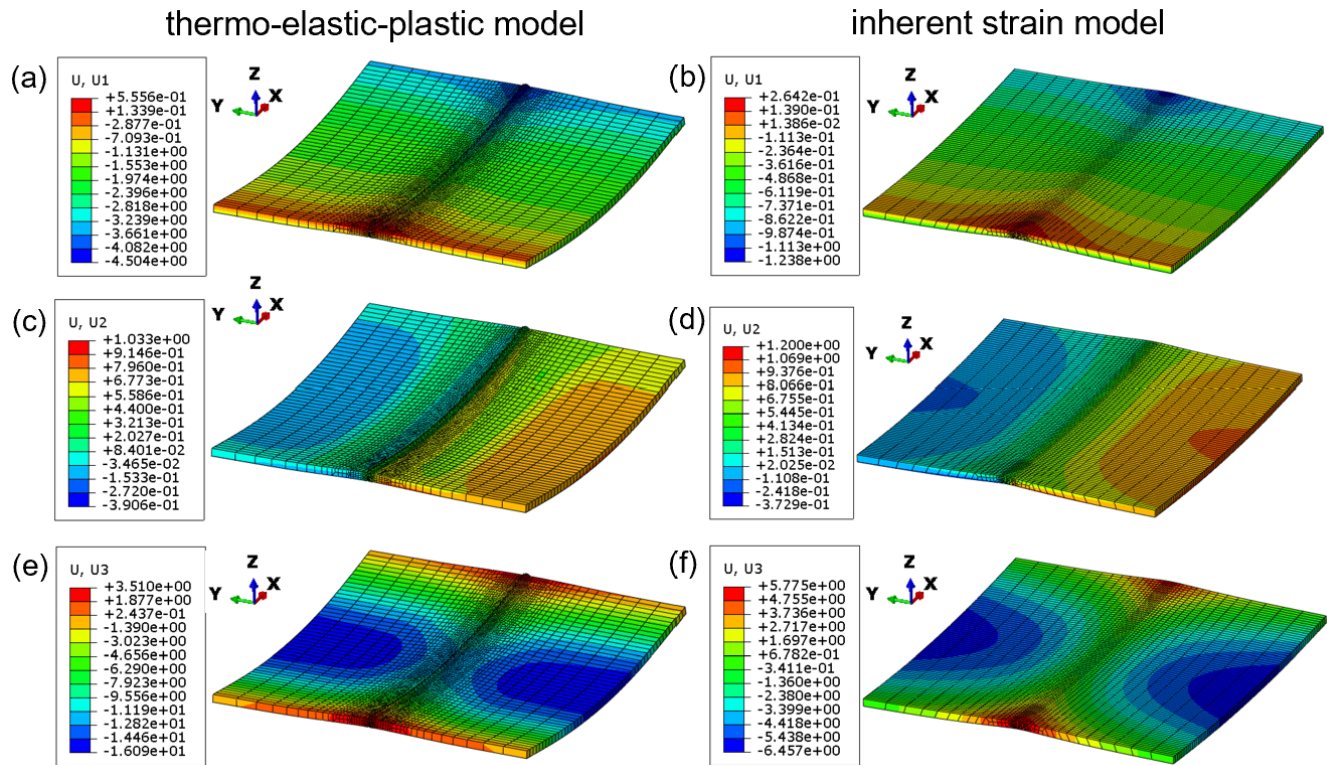 thermo-elastic-plastic model
inherent strain model
(a)
U, U1
+5.556e-01
+1.339e-01
-2.877e-01
-7.093e-01
-1.131e+00
-1.553e+00
-1.974e+00
-2.396e+00
-2.818e+00
-3.239e+00
-3.661e+00
-4.082e+00
-4.504e+00
Z
Y
X
(b)
U, U1
+2.642e-01
+1.390e-01
+1.386e-02
-1.113e-01
-2.364e-01
-3.616e-01
-4.868e-01
-6.119e-01
-7.371e-01
-8.622e-01
-9.874e-01
-1.113e+00
-1.238e+00
Z
Y
X
(c)
U, U2
+1.033e+00
+9.146e-01
+7.960e-01
+6.773e-01
+5.586e-01
+4.400e-01
+3.213e-01
+2.027e-01
+8.401e-02
-3.465e-02
-1.533e-01
-2.720e-01
-3.906e-01
Z
Y
X
(d)
U, U2
+1.200e+00
+1.069e+00
+9.376e-01
+8.066e-01
+6.755e-01
+5.445e-01
+4.134e-01
+2.824e-01
+1.513e-01
+2.025e-02
-1.108e-01
-2.418e-01
-3.729e-01
Z
Y
X
(e)
U, U3
+3.510e+00
+1.877e+00
+2.437e-01
-1.390e+00
-3.023e+00
-4.656e+00
-6.290e+00
-7.923e+00
-9.556e+00
-1.119e+01
-1.282e+01
-1.446e+01
-1.609e+01
Z
Y
X
(f)
U, U3
+5.775e+00
+4.755e+00
+3.736e+00
+2.717e+00
+1.697e+00
+6.782e-01
-3.411e-01
-1.360e+00
-2.380e+00
-3.399e+00
-4.418e+00
-5.438e+00
-6.457e+00
Z
Y
X